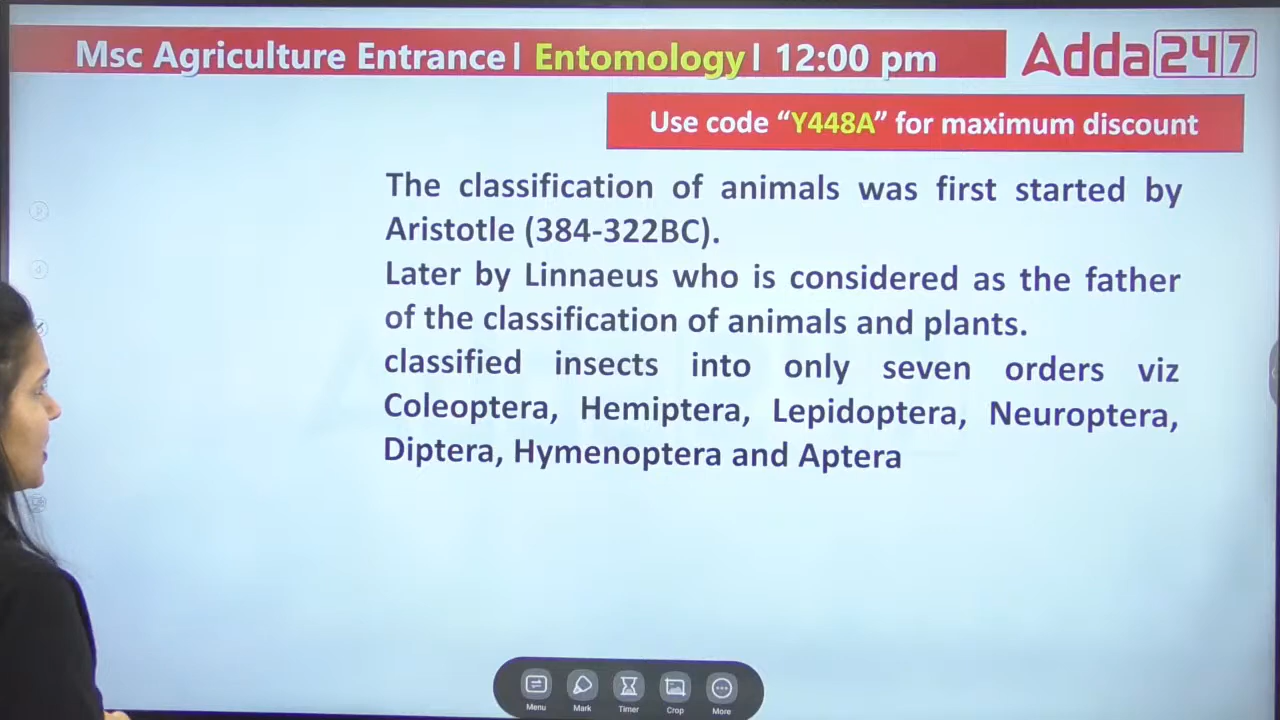 Msc Agriculture Entrance| Entomology| 12:00 pm
Adda247
Use code “Y448A” for maximum discount
The classification of animals was first started by
Aristotle (384-322BC).
Later by Linnaeus who is considered as the father
of the classification of animals and plants.
classified insects into only seven orders viz
Coleoptera, Hemiptera, Lepidoptera, Neuroptera,
Diptera, Hymenoptera and Aptera
Menu Mark Timer Crop More